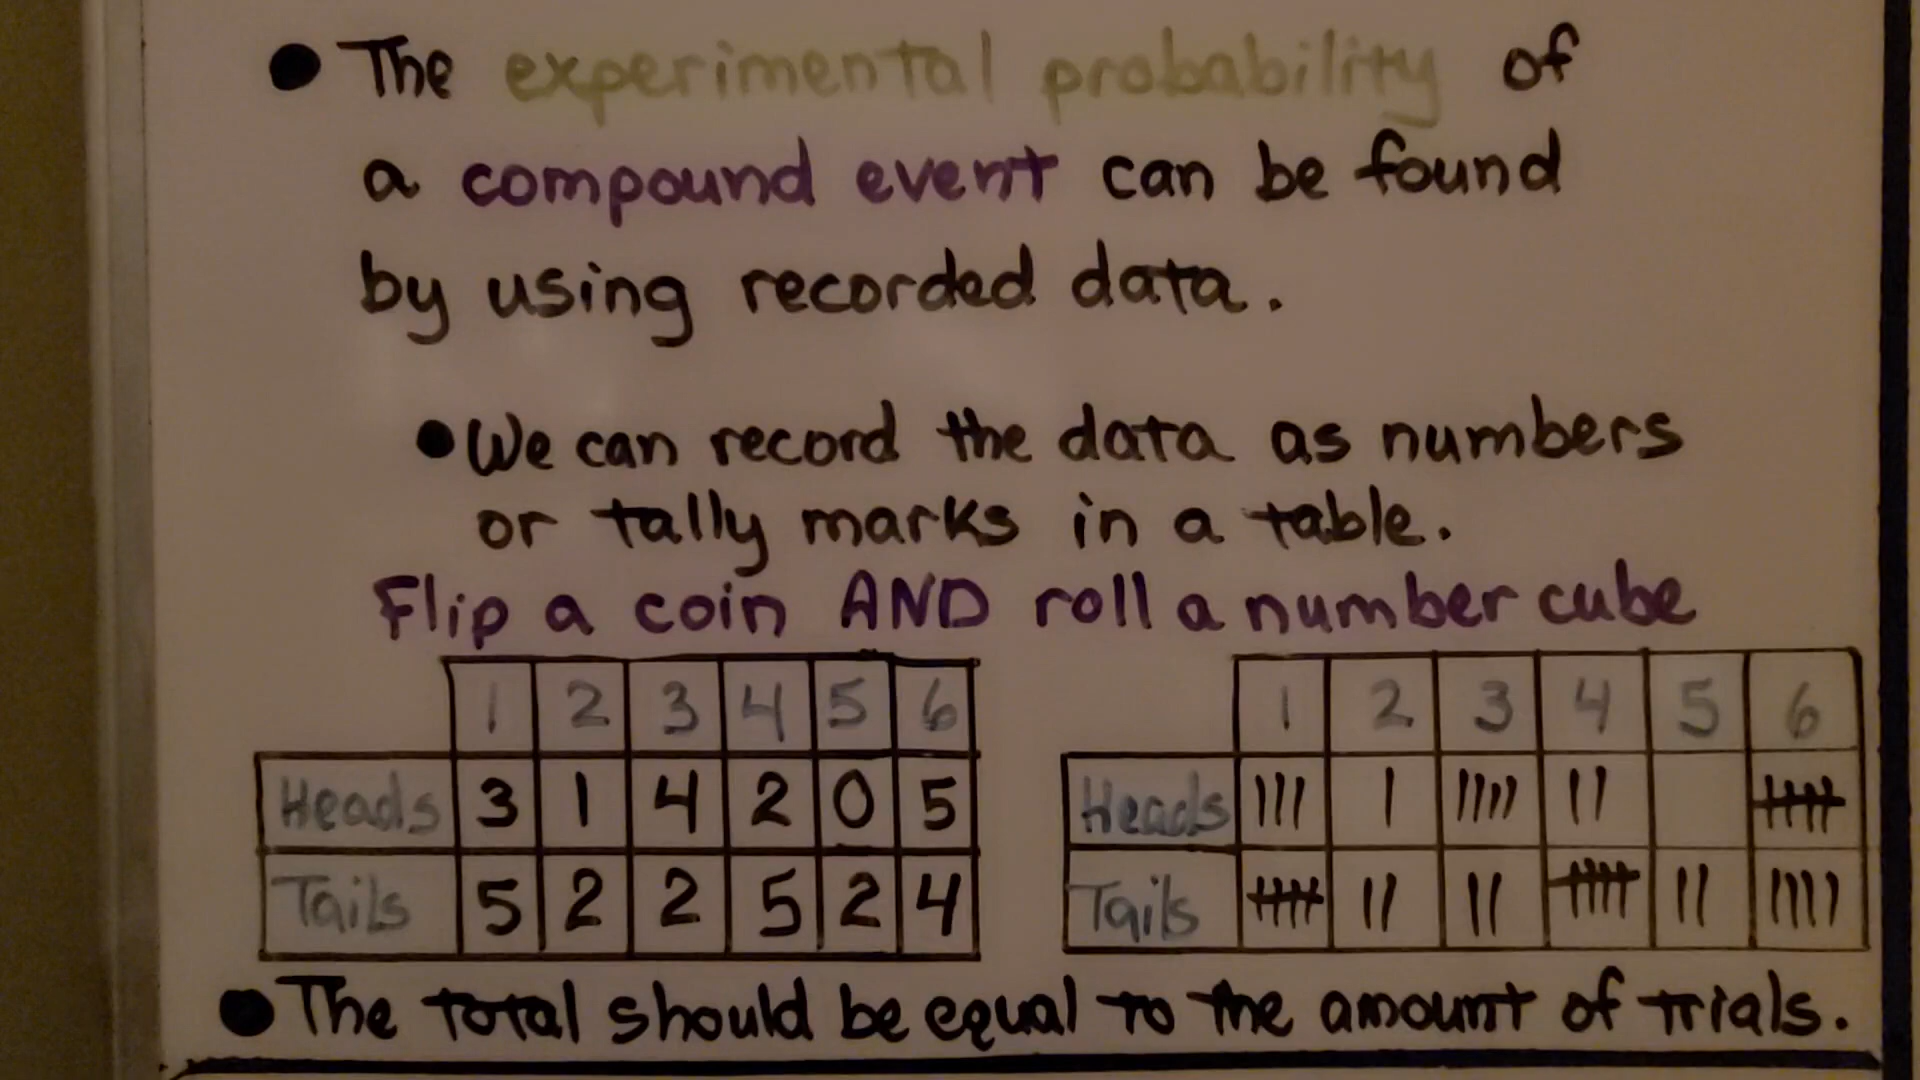 • The experimental probability of
a compound event can be found
by using recorded data.
• We can record the data as numbers
or tally marks in a table.
Flip a coin AND roll a number cube
1 2 3 4 5 6
Heads 3 1 4 2 0 5
Tails 5 2 2 5 2 4
1 2 3 4 5 6
Heads
Tails
• The total should be equal to the amount of trials.